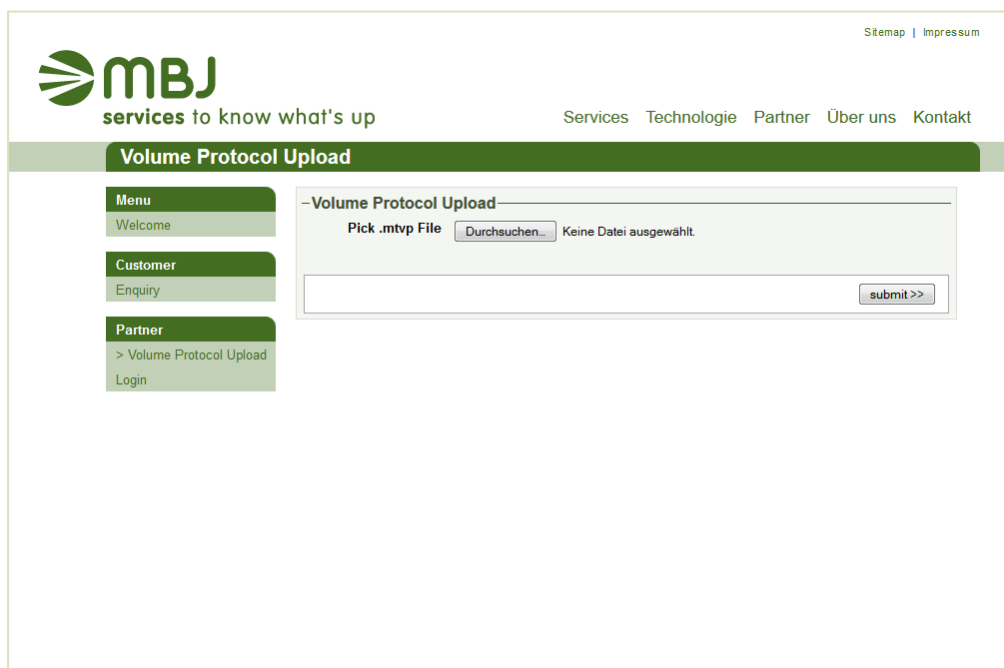 Sitemap | Impressum
MBJ
services to know what's up
Services Technologie Partner Über uns Kontakt
Volume Protocol Upload
Menu
Welcome
Customer
Enquiry
Partner
> Volume Protocol Upload
Login
Volume Protocol Upload
Pick .mtvp File Durchsuchen... Keine Datei ausgewählt.
submit >>